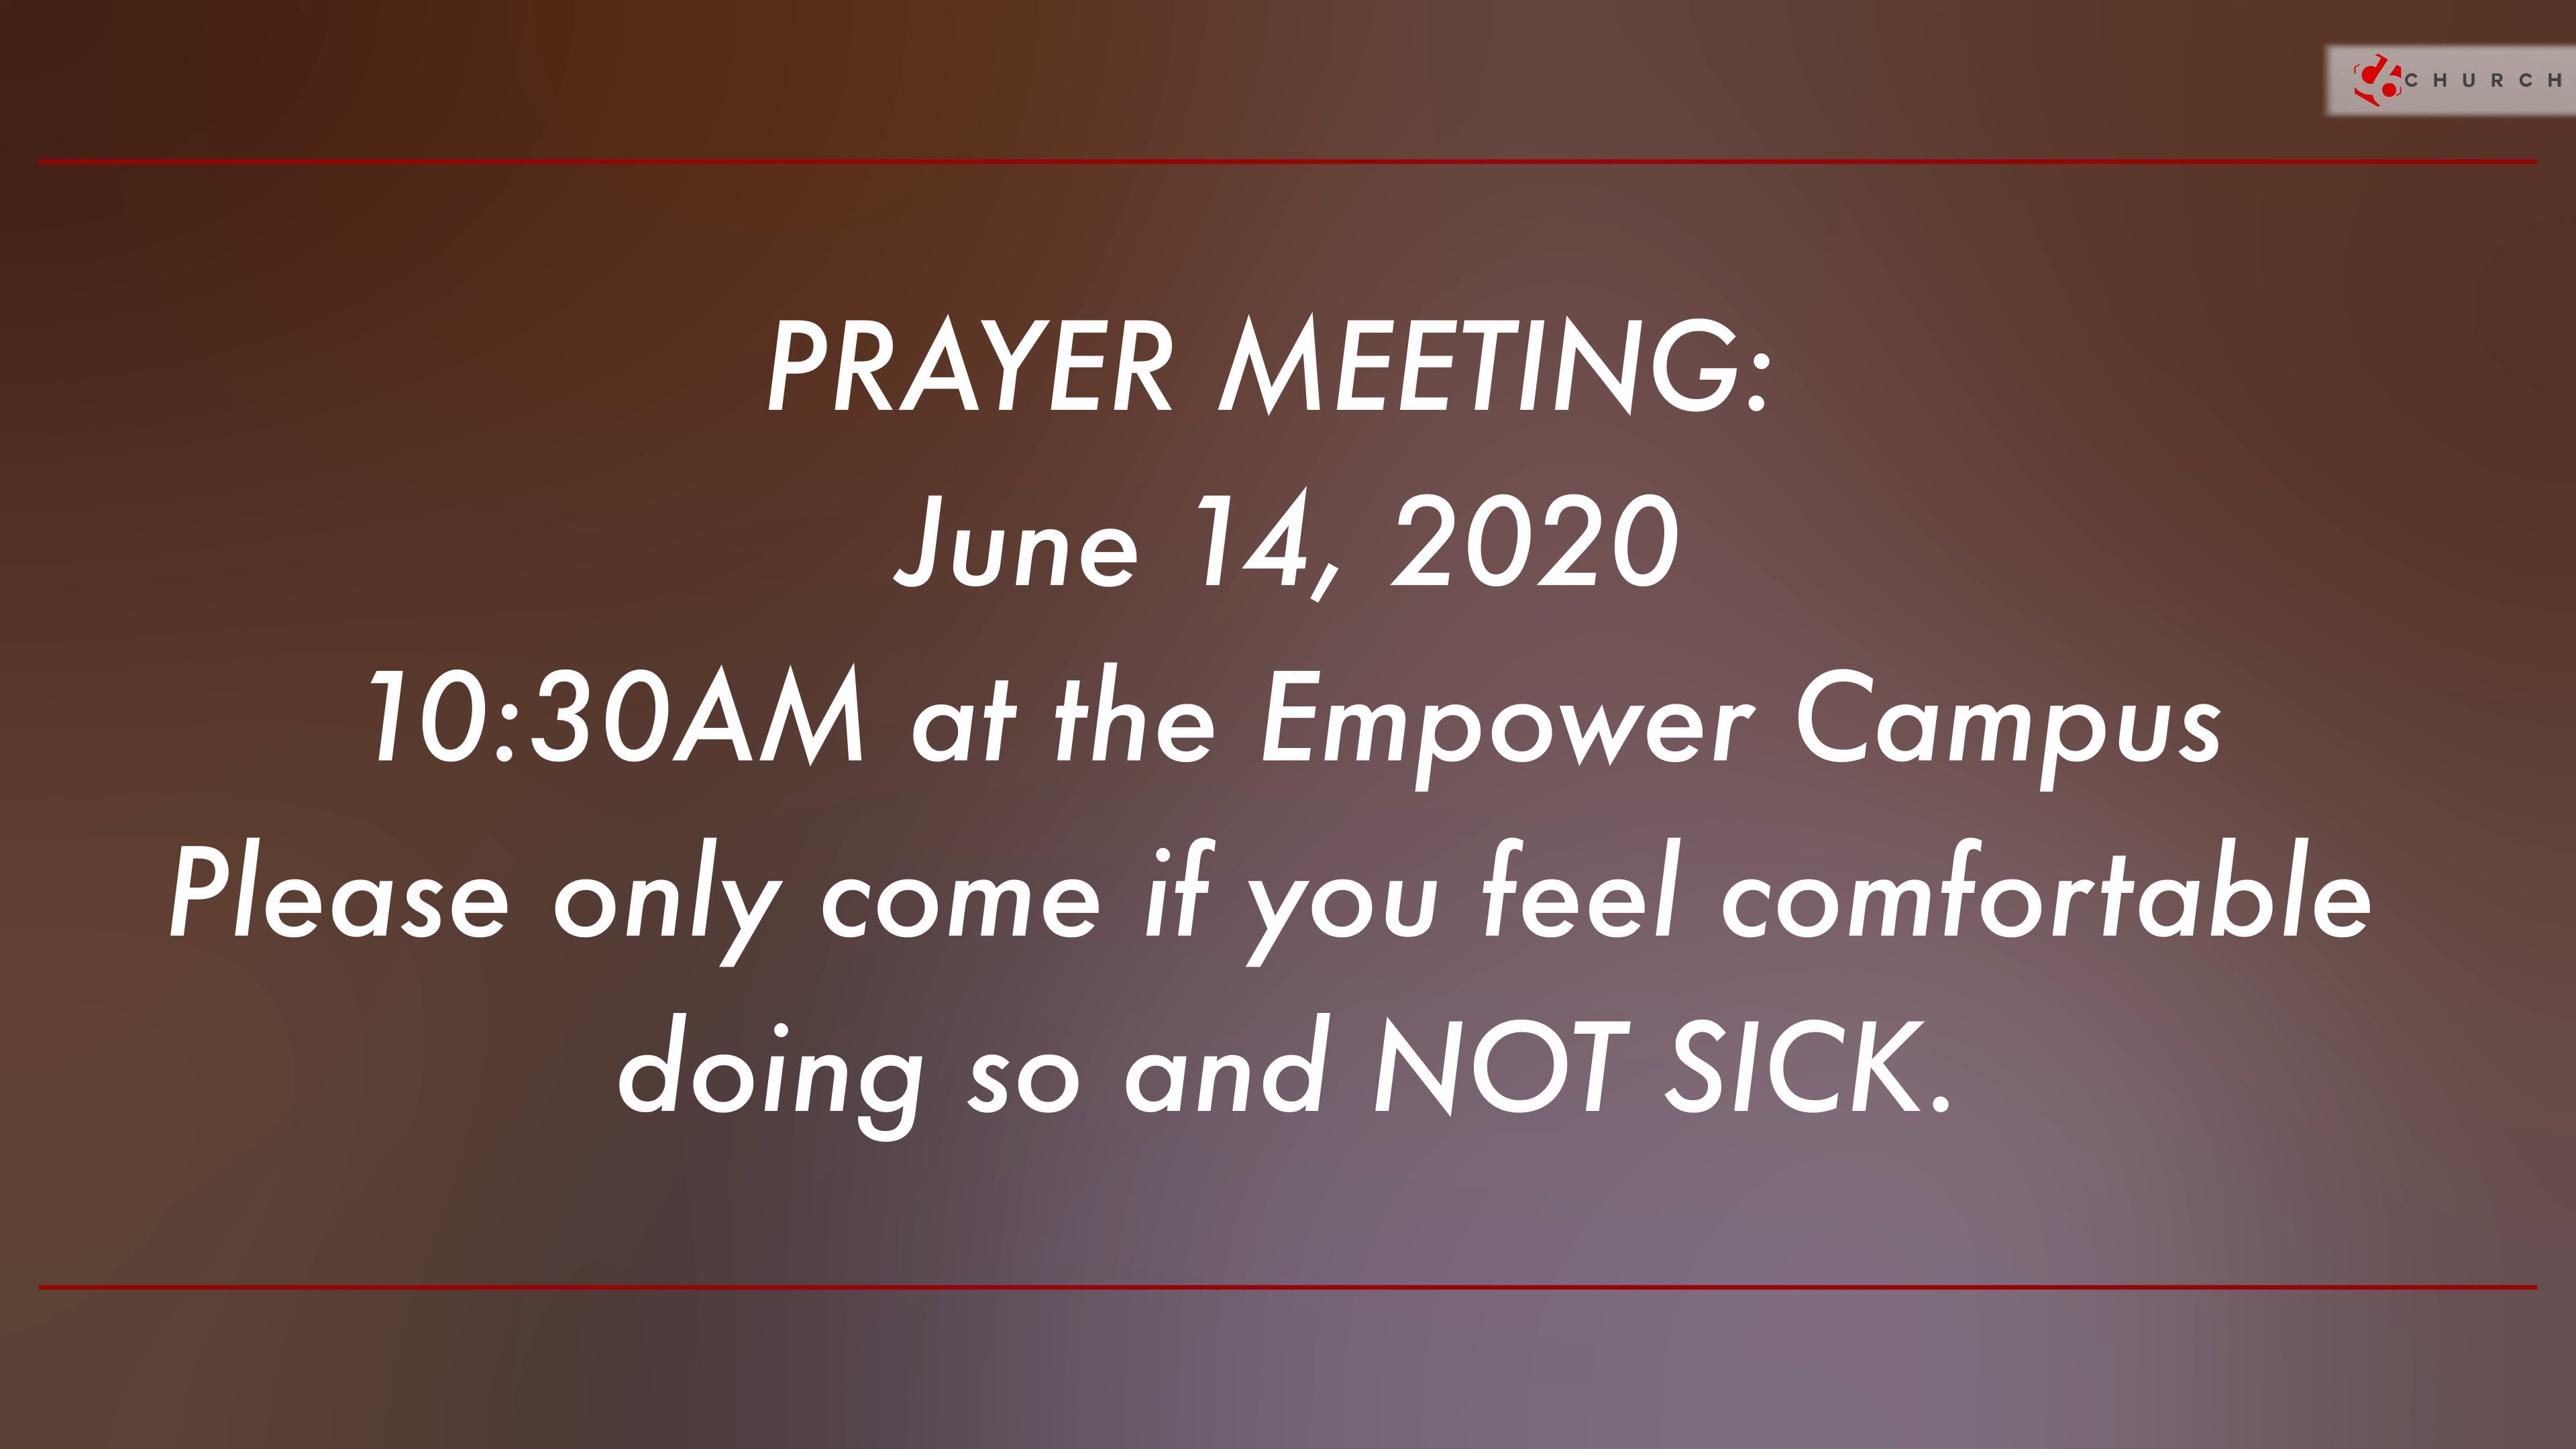 CHURCH
PRAYER MEETING:
June 14, 2020
10:30AM at the Empower Campus
Please only come if you feel comfortable
doing so and NOT SICK.